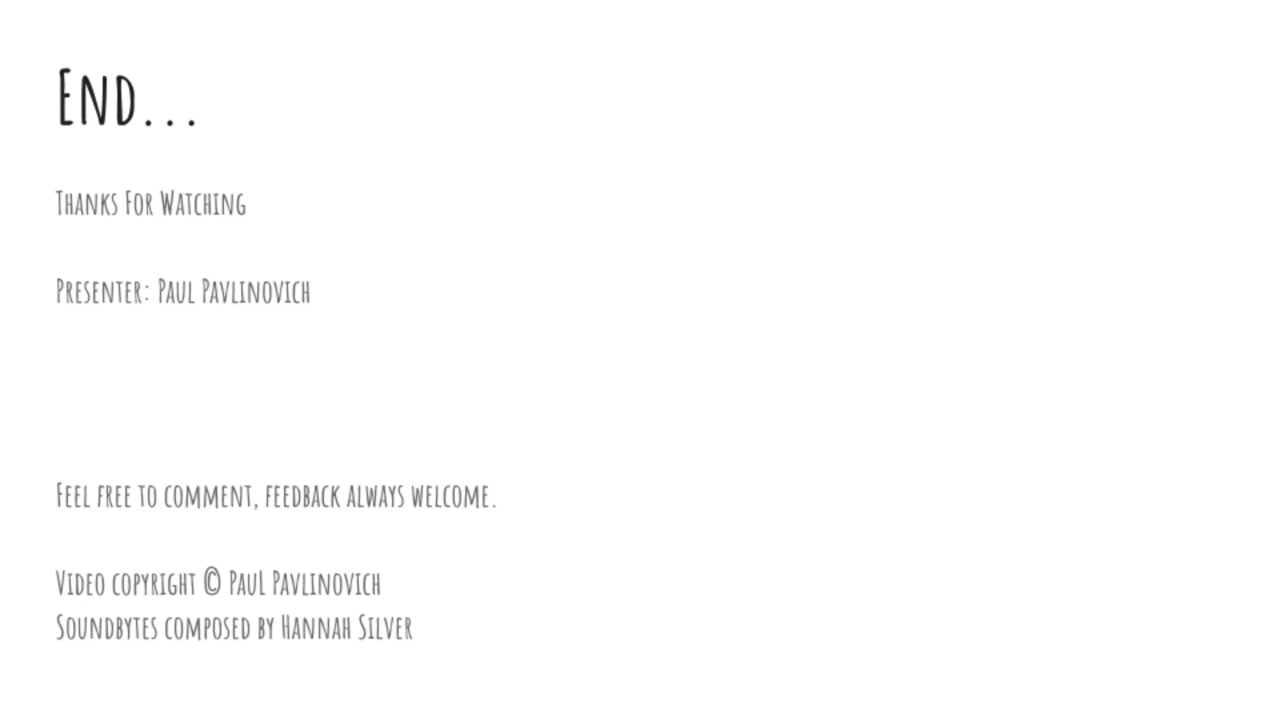 End...
Thanks For Watching
Presenter: Paul Pavlinovich
Feel free to comment, feedback always welcome.
Video copyright © Paul Pavlinovich
Soundbytes composed by Hannah Silver